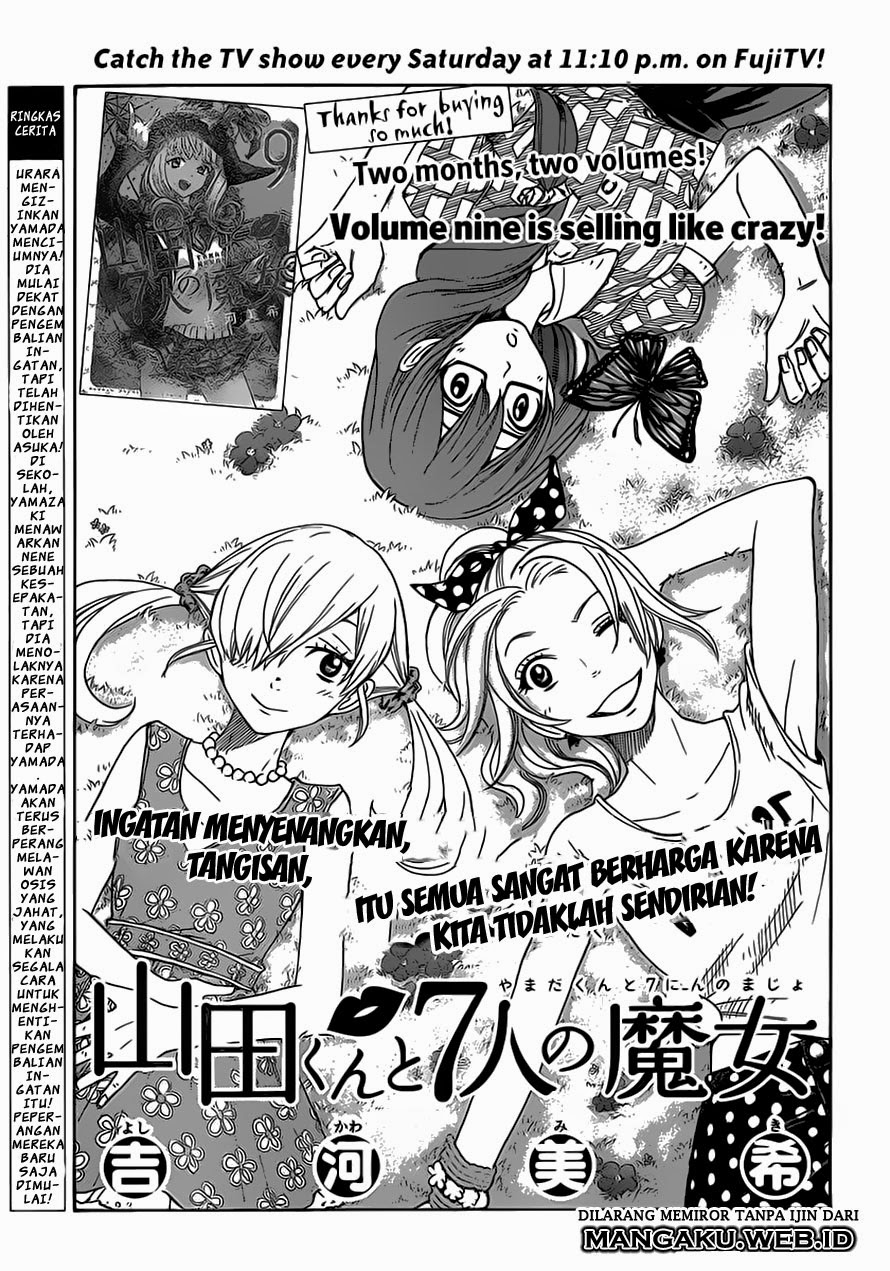 Catch the TV show every Saturday at 11:10 p.m. on FujiTV!
RINGKAS
CERITA
URARA
MEN-
GIZ-
INKAN
YAMADA
MENCI-
UMNYA!
DIA
MULAI
DEKAT
DENGAN
PENGEM
BALIAN
IN-
GATAN,
TAPI
TELAH
DIHEN-
TIKAN
OLEH
ASUKA!
DI
SEKO-
LAH,
YAMAZA
KI
MENAW
ARKAN
NENE
SEBUAH
KES-
EPAKA-
TAN,
TAPI
DIA
MENO-
LAKNYA
KARENA
PER-
ASAAN-
NYA
TERHA-
DAP
YAMADA
.
YAMADA
AKAN
TERUS
BER-
PERANG
MELA-
WAN
OSIS
YANG
JAHAT,
YANG
MELAKU
KAN
SEGALA
CARA
UNTUK
MENGH-
ENTI-
KAN
PENGEM
BALIAN
IN-
GATAN
ITU!
PEPER-
ANGAN
MEREKA
BARU
SAJA
DIMU-
LAI!
9
Thanks for buying
so much!
Two months, two volumes!
Volume nine is selling like crazy!
INGATAN MENYENANGKAN,
TANGISAN,
ITU SEMUA SANGAT BERHARGA KARENA
KITA TIDAKLAH SENDIRIAN!
やまだくんと7にんのまじょ
山田くんと7人の魔女
よし かわ み き
吉河美希
DILARANG MEMIROR TANPA IJIN DARI
MANGAKU.WEB.ID